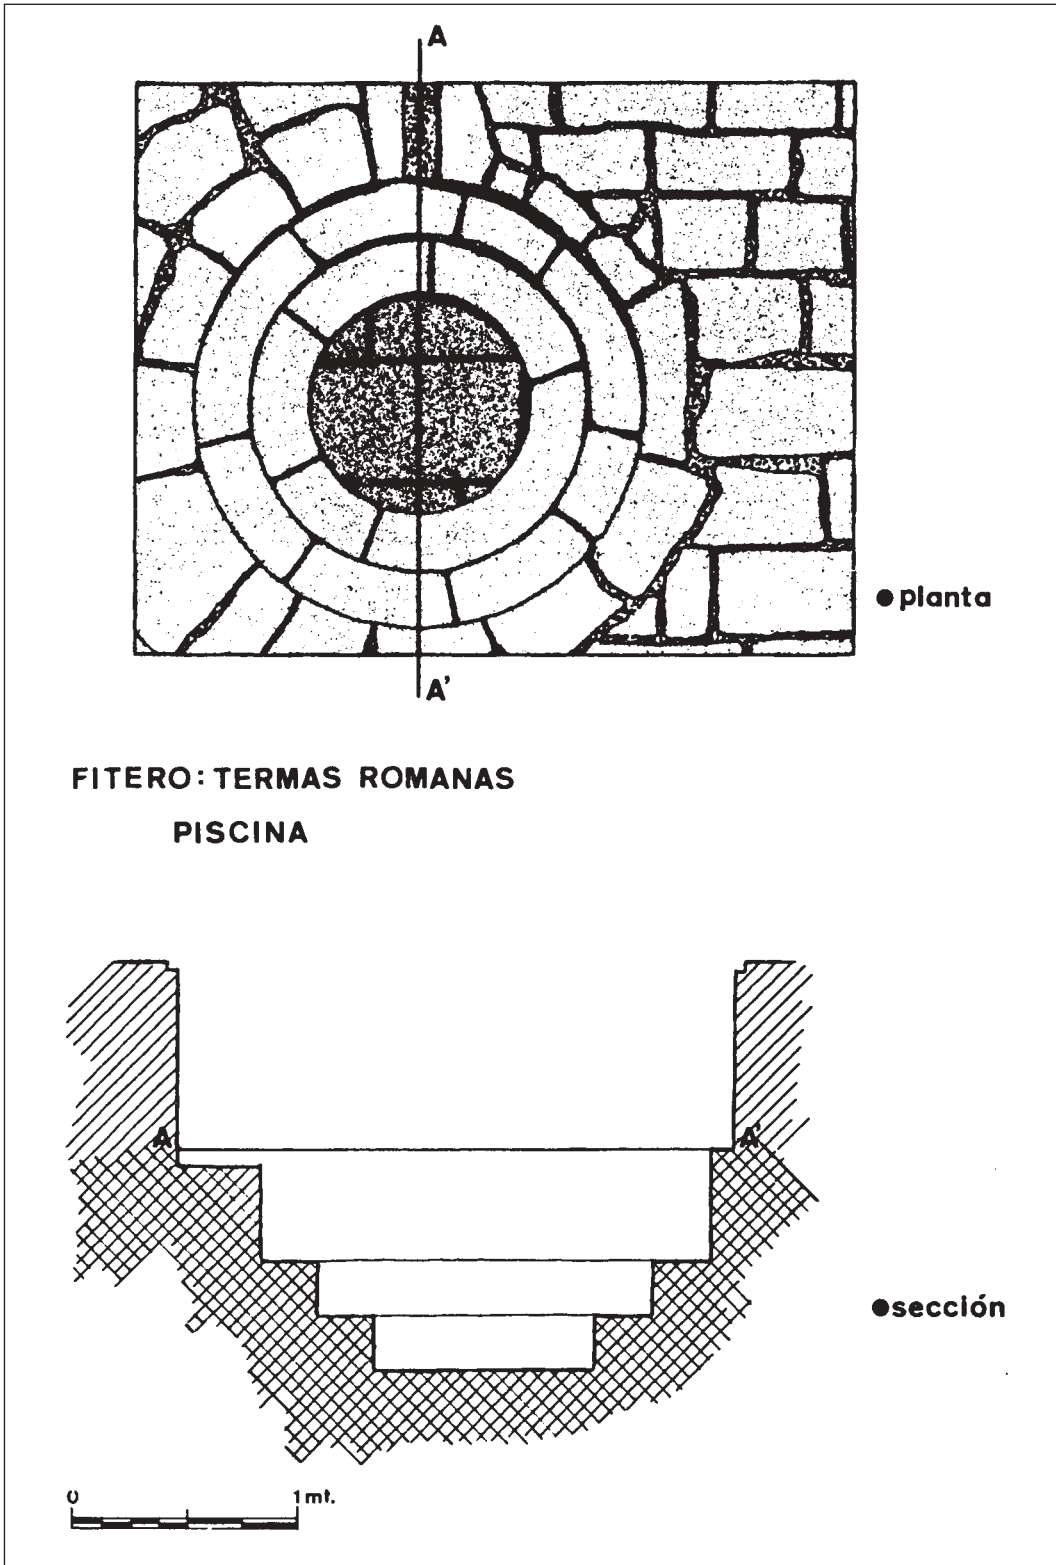 A
● planta
A'
FITERO: TERMAS ROMANAS
PISCINA
A A'
● sección
0 1 mt.